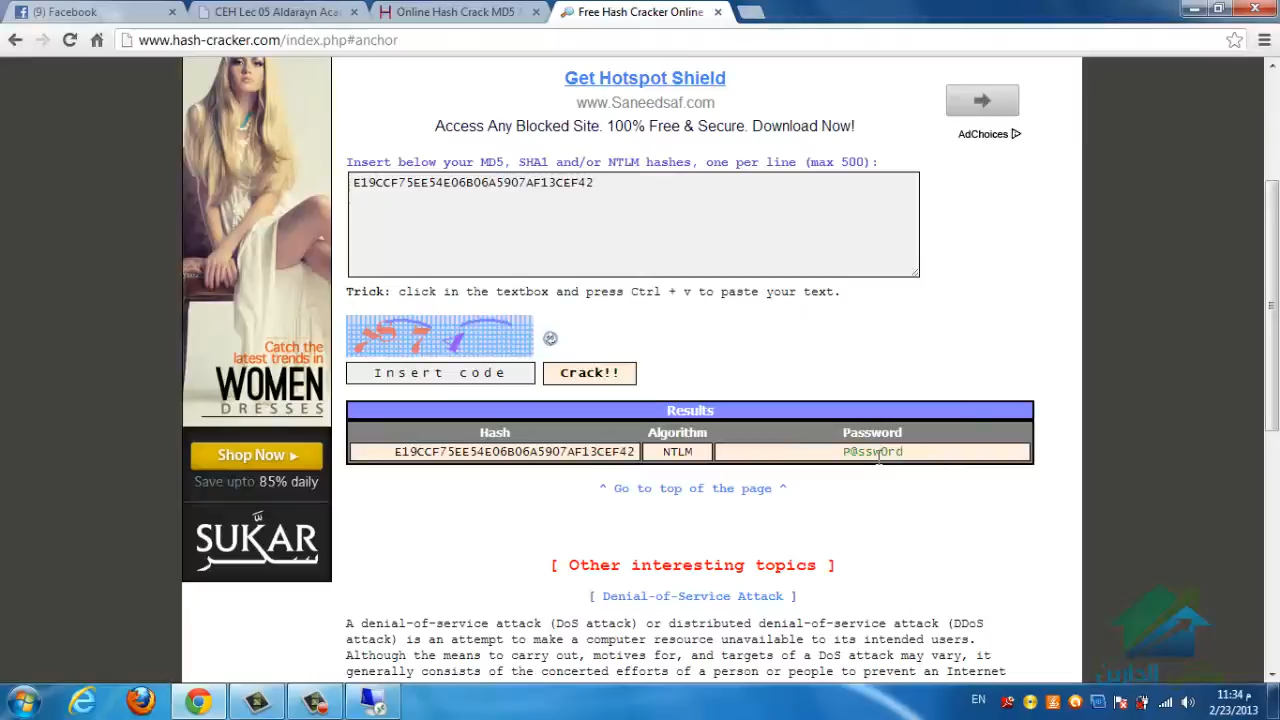 Facebook
CEH Lec 05 Aldarayn Aca
Online Hash Crack MD5
Free Hash Cracker Online
www.hash-cracker.com/index.php#anchor
Get Hotspot Shield
www.Saneedsaf.com
Access Any Blocked Site. 100% Free & Secure. Download Now!
AdChoices
Insert below your MD5, SHA1 and/or NTLM hashes, one per line (max 500):
E19CCF75EE54E06B06A5907AF13CEF42
Trick: click in the textbox and press Ctrl + v to paste your text.
Insert code
Crack!!
Results
Hash Algorithm Password
E19CCF75EE54E06B06A5907AF13CEF42 NTLM P@ssw0rd
^ Go to top of the page ^
[ Other interesting topics ]
[ Denial-of-Service Attack ]
A denial-of-service attack (DoS attack) or distributed denial-of-service attack (DDoS
attack) is an attempt to make a computer resource unavailable to its intended users.
Although the means to carry out, motives for, and targets of a DoS attack may vary, it
generally consists of the concerted efforts of a person or people to prevent an Internet
Catch the
latest trends in
WOMEN
DRESSES
Shop Now
Save upto 85% daily
SUKAR
EN
11:34 م
2/23/2013